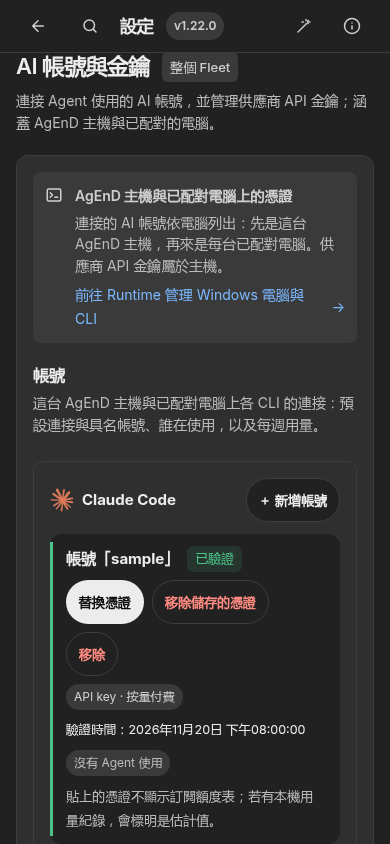 設定 v1.22.0
AI 帳號與金鑰 整個 Fleet
連接 Agent 使用的 AI 帳號，並管理供應商 API 金鑰；涵
蓋 AgEnD 主機與已配對的電腦。
AgEnD 主機與已配對電腦上的憑證
連接的 AI 帳號依電腦列出：先是這台
AgEnD 主機，再來是每台已配對電腦。供
應商 API 金鑰屬於主機。
前往 Runtime 管理 Windows 電腦與
CLI →
帳號
這台 AgEnD 主機與已配對電腦上各 CLI 的連接：預
設連接與具名帳號、誰在使用，以及每週用量。
Claude Code + 新增帳號
帳號「sample」 已驗證
替換憑證 移除儲存的憑證
移除
API key · 按量付費
驗證時間：2026年11月20日 下午08:00:00
沒有 Agent 使用
貼上的憑證不顯示訂閱額度表；若有本機用
量紀錄，會標明是估計值。